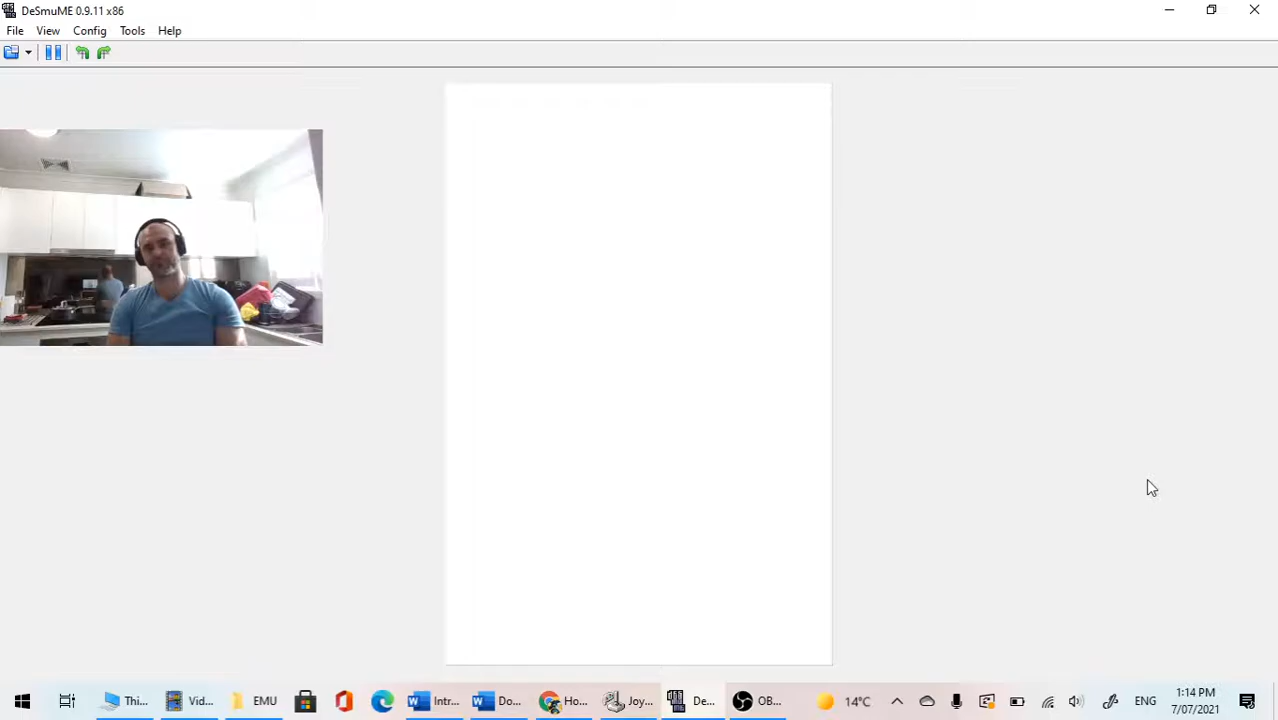 DeSmuME 0.9.11 x86
File View Config Tools Help
Thi...
Vid...
EMU
Intr...
Do...
Ho...
Joy...
De...
OB...
14°C
ENG
1:14 PM
7/07/2021